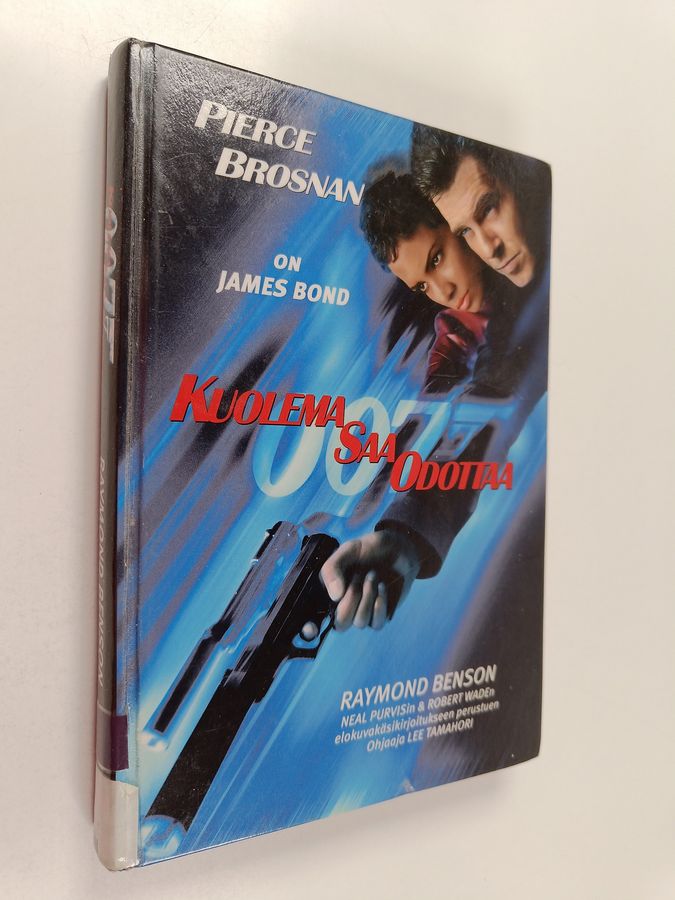 PIERCE
BROSNAN
ON
JAMES BOND
007
KUOLEMA
SAA
ODOTTAA
RAYMOND BENSON
NEAL PURVISin & ROBERT WADEn
elokuvakäsikirjoitukseen perustuen
Ohjaaja LEE TAMAHORI
007
RAYMOND BENSON